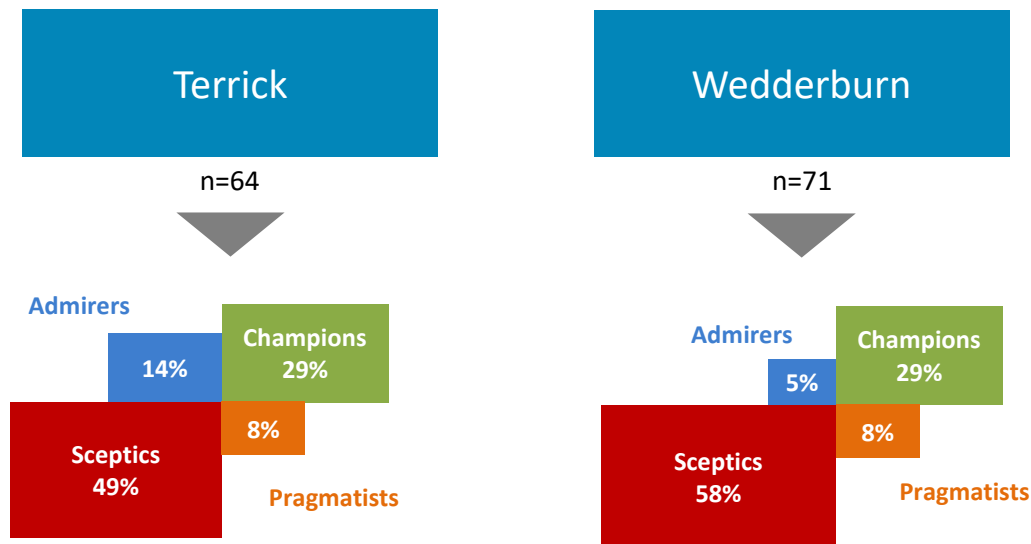 Terrick
n=64
Admirers
14%
Champions
29%
Sceptics
49%
8%
Pragmatists
Wedderburn
n=71
Admirers
5%
Champions
29%
Sceptics
58%
8%
Pragmatists